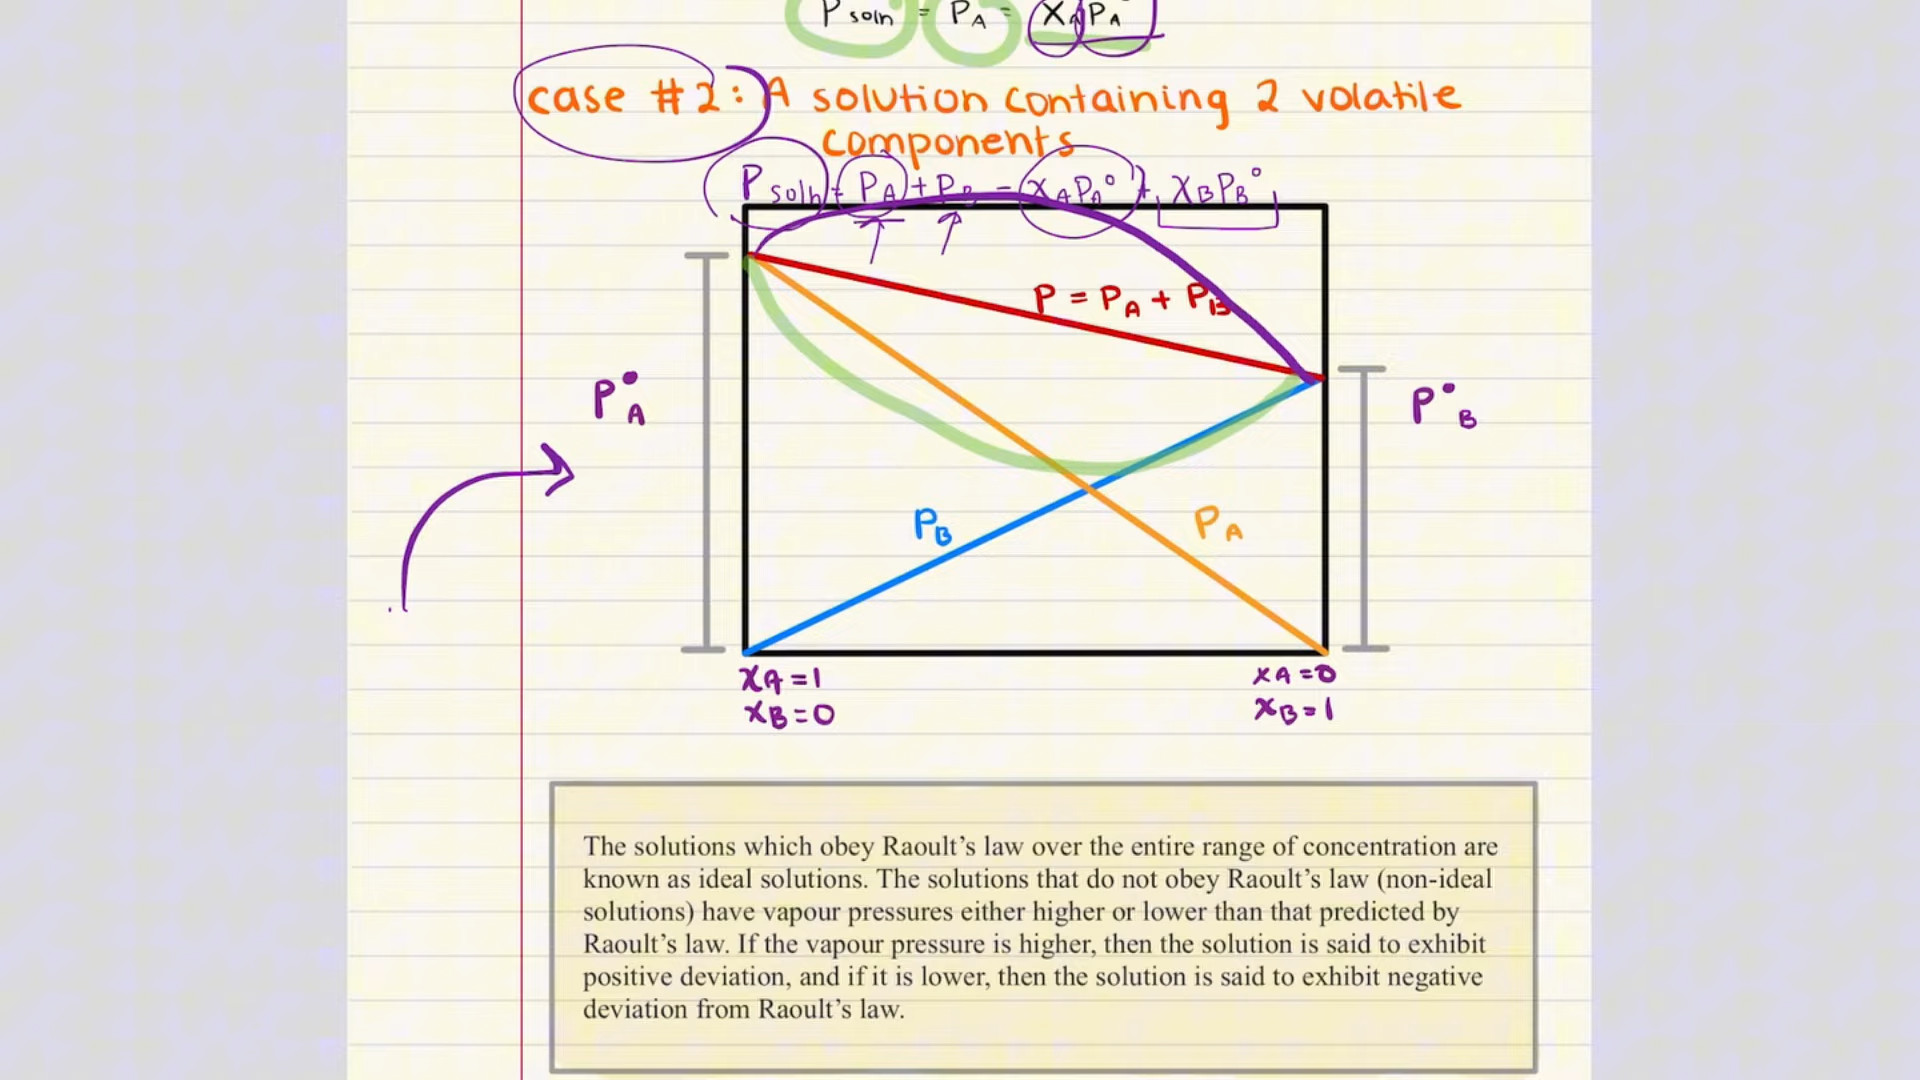 P soln = PA = XAPA°
case #2: A solution containing 2 volatile
components
P soln = PA + PB = XAPA° + XBPB°
P = PA + PB
P°A
P°B
PB
PA
XA=1
XB=0
XA=0
XB=1
The solutions which obey Raoult’s law over the entire range of concentration are
known as ideal solutions. The solutions that do not obey Raoult’s law (non-ideal
solutions) have vapour pressures either higher or lower than that predicted by
Raoult’s law. If the vapour pressure is higher, then the solution is said to exhibit
positive deviation, and if it is lower, then the solution is said to exhibit negative
deviation from Raoult’s law.